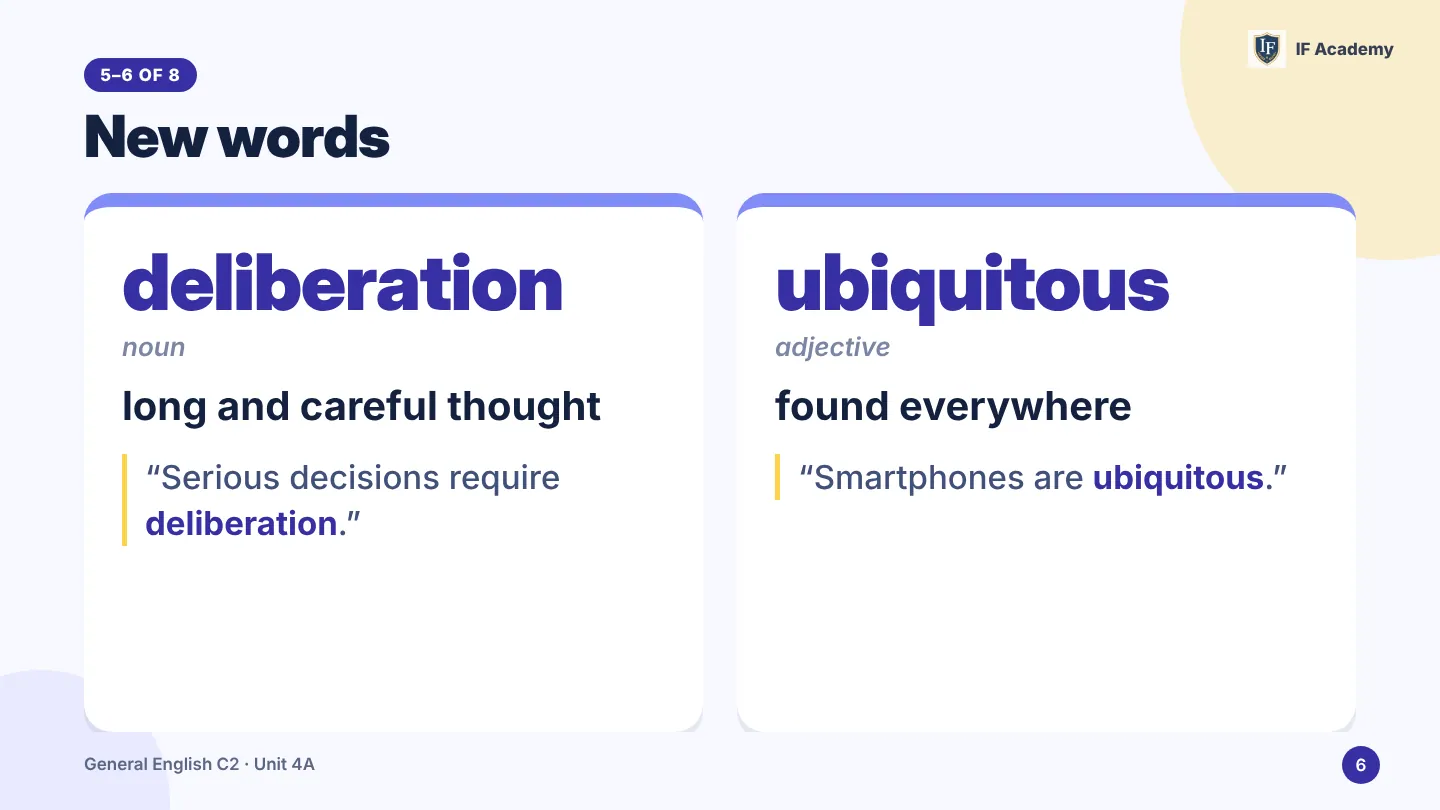 IF Academy
5–6 OF 8
New words
deliberation
noun
long and careful thought
“Serious decisions require
deliberation.”
ubiquitous
adjective
found everywhere
“Smartphones are ubiquitous.”
General English C2 · Unit 4A
6